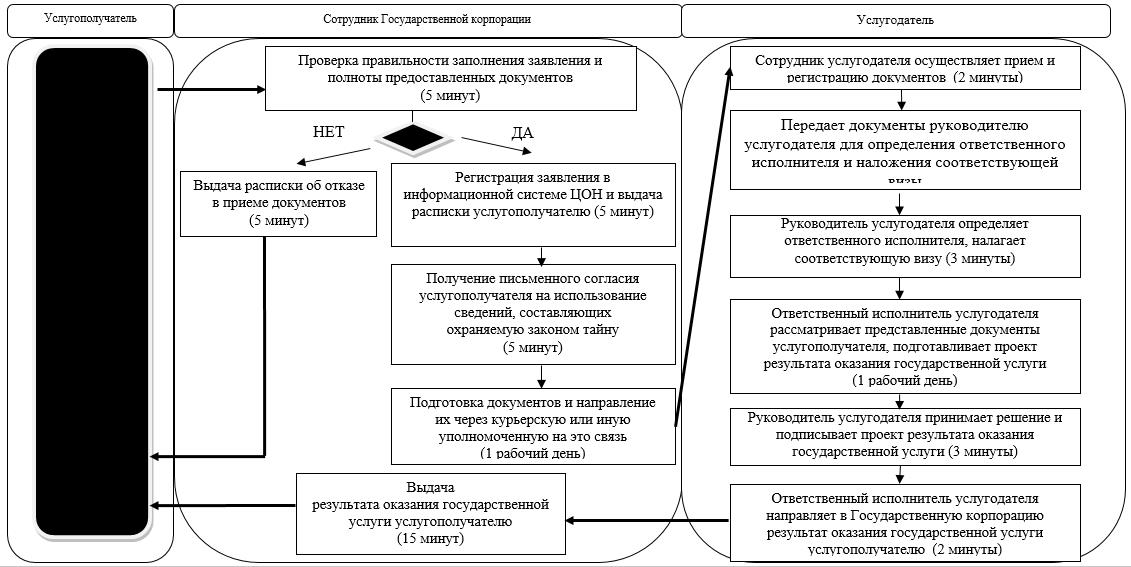 Услугополучатель
Сотрудник Государственной корпорации
Услугодатель
Проверка правильности заполнения заявления и
полноты предоставленных документов
(5 минут)
НЕТ
ДА
Выдача расписки об отказе
в приеме документов
(5 минут)
Регистрация заявления в
информационной системе ЦОН и выдача
расписки услугополучателю (5 минут)
Получение письменного согласия
услугополучателя на использование
сведений, составляющих
охраняемую законом тайну
(5 минут)
Подготовка документов и направление
их через курьерскую или иную
уполномоченную на это связь
(1 рабочий день)
Выдача
результата оказания государственной
услуги услугополучателю
(15 минут)
Сотрудник услугодателя осуществляет прием и
регистрацию документов (2 минуты)
Передает документы руководителю
услугодателя для определения ответственного
исполнителя и наложения соответствующей
визы
Руководитель услугодателя определяет
ответственного исполнителя, налагает
соответствующую визу (3 минуты)
Ответственный исполнитель услугодателя
рассматривает представленные документы
услугополучателя, подготавливает проект
результата оказания государственной услуги
(1 рабочий день)
Руководитель услугодателя принимает решение и
подписывает проект результата оказания
государственной услуги (3 минуты)
Ответственный исполнитель услугодателя
направляет в Государственную корпорацию
результат оказания государственной услуги
услугополучателю (2 минуты)